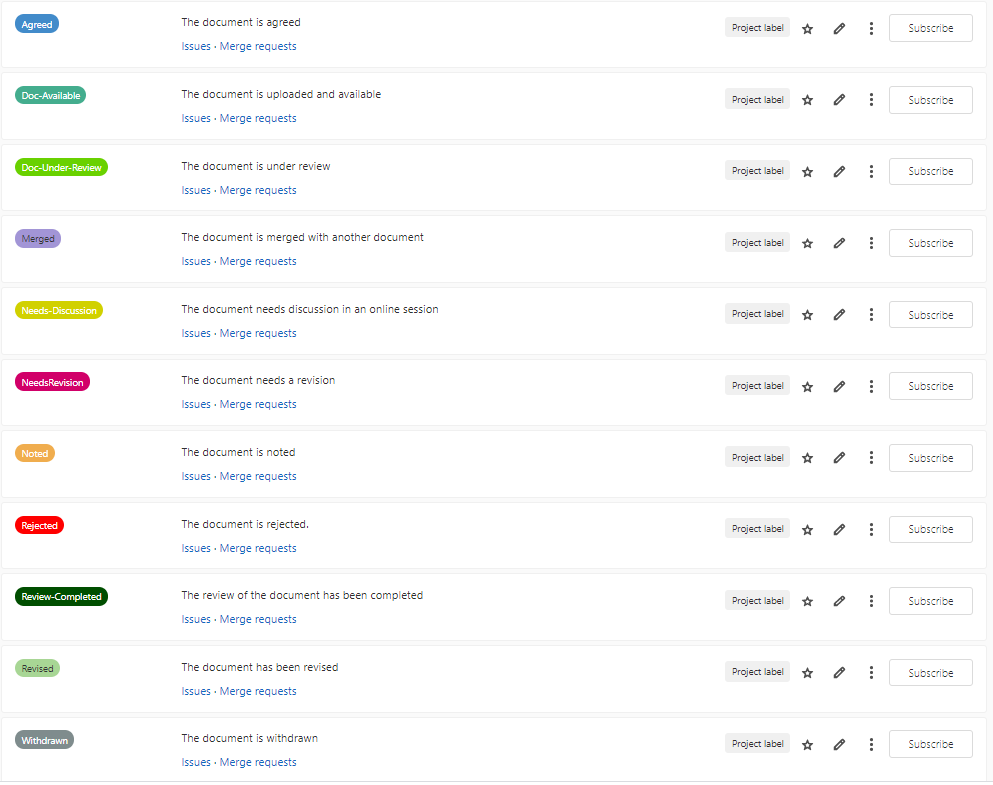 Agreed The document is agreed Project label Subscribe
Issues · Merge requests
Doc-Available The document is uploaded and available Project label Subscribe
Issues · Merge requests
Doc-Under-Review The document is under review Project label Subscribe
Issues · Merge requests
Merged The document is merged with another document Project label Subscribe
Issues · Merge requests
Needs-Discussion The document needs discussion in an online session Project label Subscribe
Issues · Merge requests
NeedsRevision The document needs a revision Project label Subscribe
Issues · Merge requests
Noted The document is noted Project label Subscribe
Issues · Merge requests
Rejected The document is rejected. Project label Subscribe
Issues · Merge requests
Review-Completed The review of the document has been completed Project label Subscribe
Issues · Merge requests
Revised The document has been revised Project label Subscribe
Issues · Merge requests
Withdrawn The document is withdrawn Project label Subscribe
Issues · Merge requests